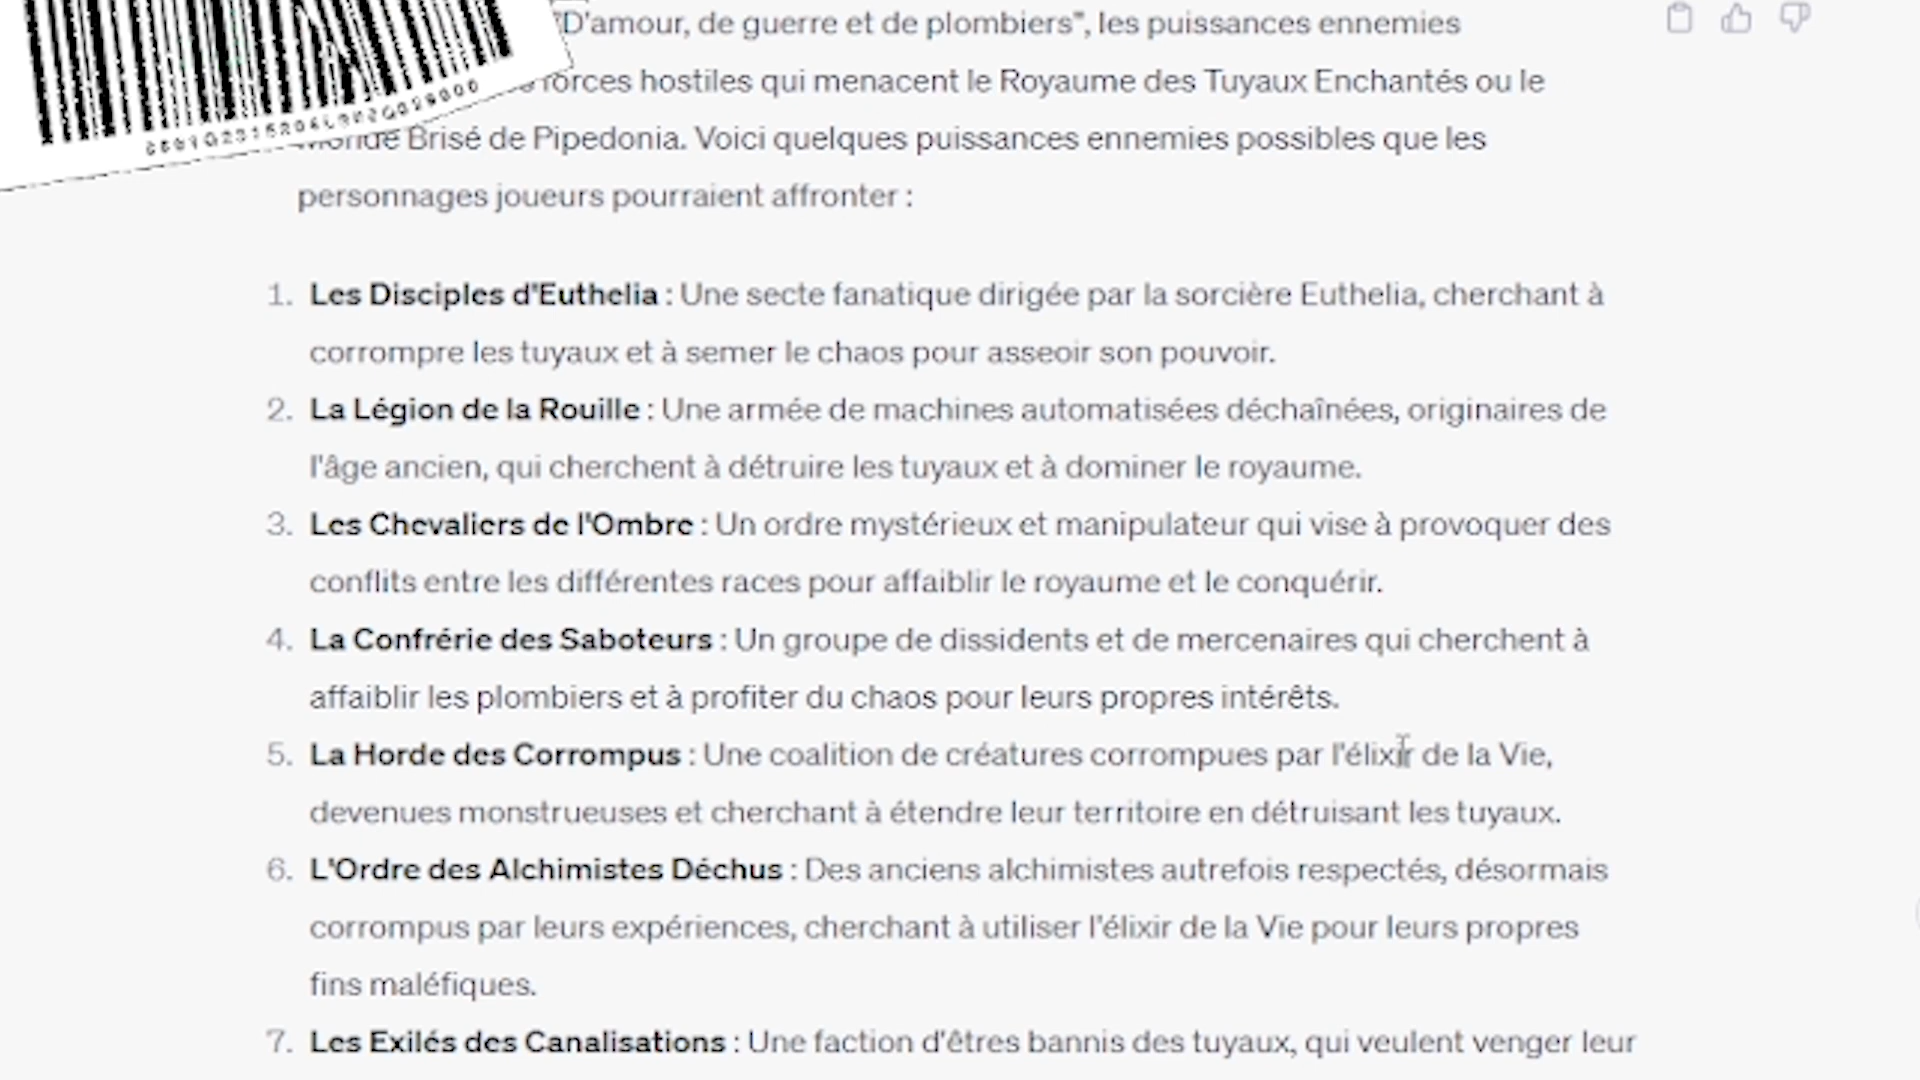 "D'amour, de guerre et de plombiers", les puissances ennemies
forces hostiles qui menacent le Royaume des Tuyaux Enchantés ou le
Monde Brisé de Pipedonia. Voici quelques puissances ennemies possibles que les
personnages joueurs pourraient affronter :
1. Les Disciples d'Euthelia : Une secte fanatique dirigée par la sorcière Euthelia, cherchant à
corrompre les tuyaux et à semer le chaos pour asseoir son pouvoir.
2. La Légion de la Rouille : Une armée de machines automatisées déchaînées, originaires de
l'âge ancien, qui cherchent à détruire les tuyaux et à dominer le royaume.
3. Les Chevaliers de l'Ombre : Un ordre mystérieux et manipulateur qui vise à provoquer des
conflits entre les différentes races pour affaiblir le royaume et le conquérir.
4. La Confrérie des Saboteurs : Un groupe de dissidents et de mercenaires qui cherchent à
affaiblir les plombiers et à profiter du chaos pour leurs propres intérêts.
5. La Horde des Corrompus : Une coalition de créatures corrompues par l'élixir de la Vie,
devenues monstrueuses et cherchant à étendre leur territoire en détruisant les tuyaux.
6. L'Ordre des Alchimistes Déchus : Des anciens alchimistes autrefois respectés, désormais
corrompus par leurs expériences, cherchant à utiliser l'élixir de la Vie pour leurs propres
fins maléfiques.
7. Les Exilés des Canalisations : Une faction d'êtres bannis des tuyaux, qui veulent venger leur